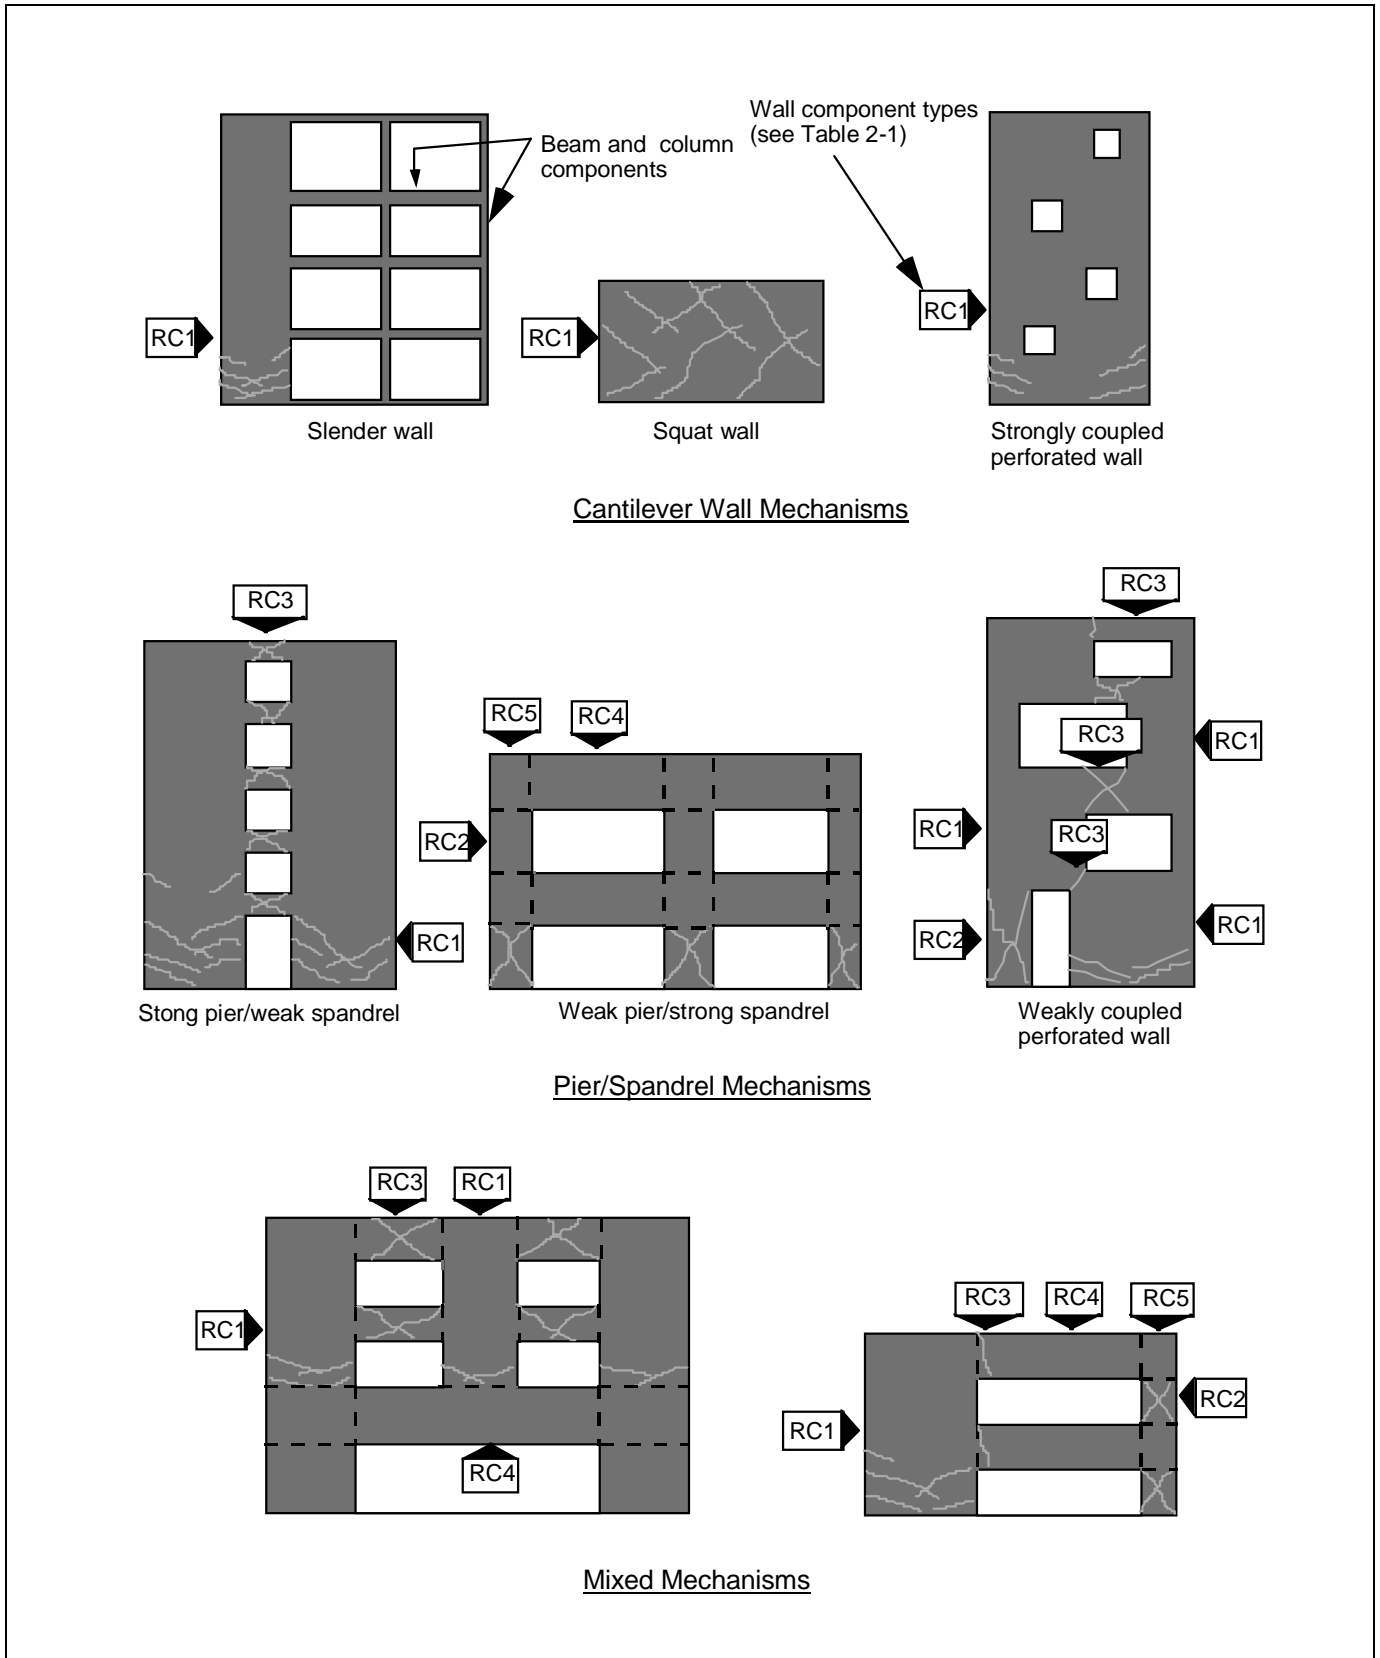 Wall component types
(see Table 2-1)
Beam and column
components
RC1
RC1
RC1
Slender wall
Squat wall
Strongly coupled
perforated wall
Cantilever Wall Mechanisms
RC3
RC3
RC5
RC4
RC3
RC1
RC2
RC1
RC3
RC1
RC2
RC1
Stong pier/weak spandrel
Weak pier/strong spandrel
Weakly coupled
perforated wall
Pier/Spandrel Mechanisms
RC3
RC1
RC1
RC4
RC3
RC4
RC5
RC2
RC1
Mixed Mechanisms